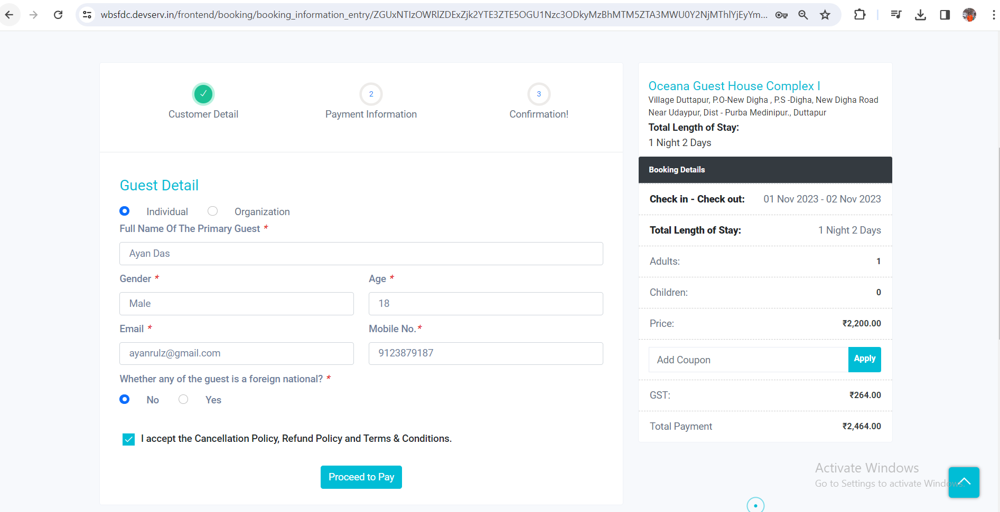 wbsfdc.devserv.in/frontend/booking/booking_information_entry/ZGUxNTIzOWRlZDExZjk2YTE3ZTE5OGU1Nzc3ODkyMzBhMTM5ZTA3MWU0Y2NjMThlYjEyYm...
Customer Detail
2
Payment Information
3
Confirmation!
Guest Detail
Individual
Organization
Full Name Of The Primary Guest *
Ayan Das
Gender *
Age *
Male
18
Email *
Mobile No.*
ayanrulz@gmail.com
9123879187
Whether any of the guest is a foreign national? *
No
Yes
I accept the Cancellation Policy, Refund Policy and Terms & Conditions.
Proceed to Pay
Oceana Guest House Complex I
Village Duttapur, P.O-New Digha , P.S -Digha, New Digha Road
Near Udaypur, Dist - Purba Medinipur., Duttapur
Total Length of Stay:
1 Night 2 Days
Booking Details
Check in - Check out: 01 Nov 2023 - 02 Nov 2023
Total Length of Stay: 1 Night 2 Days
Adults: 1
Children: 0
Price: ₹2,200.00
Add Coupon Apply
GST: ₹264.00
Total Payment ₹2,464.00
Activate Windows
Go to Settings to activate Windows.